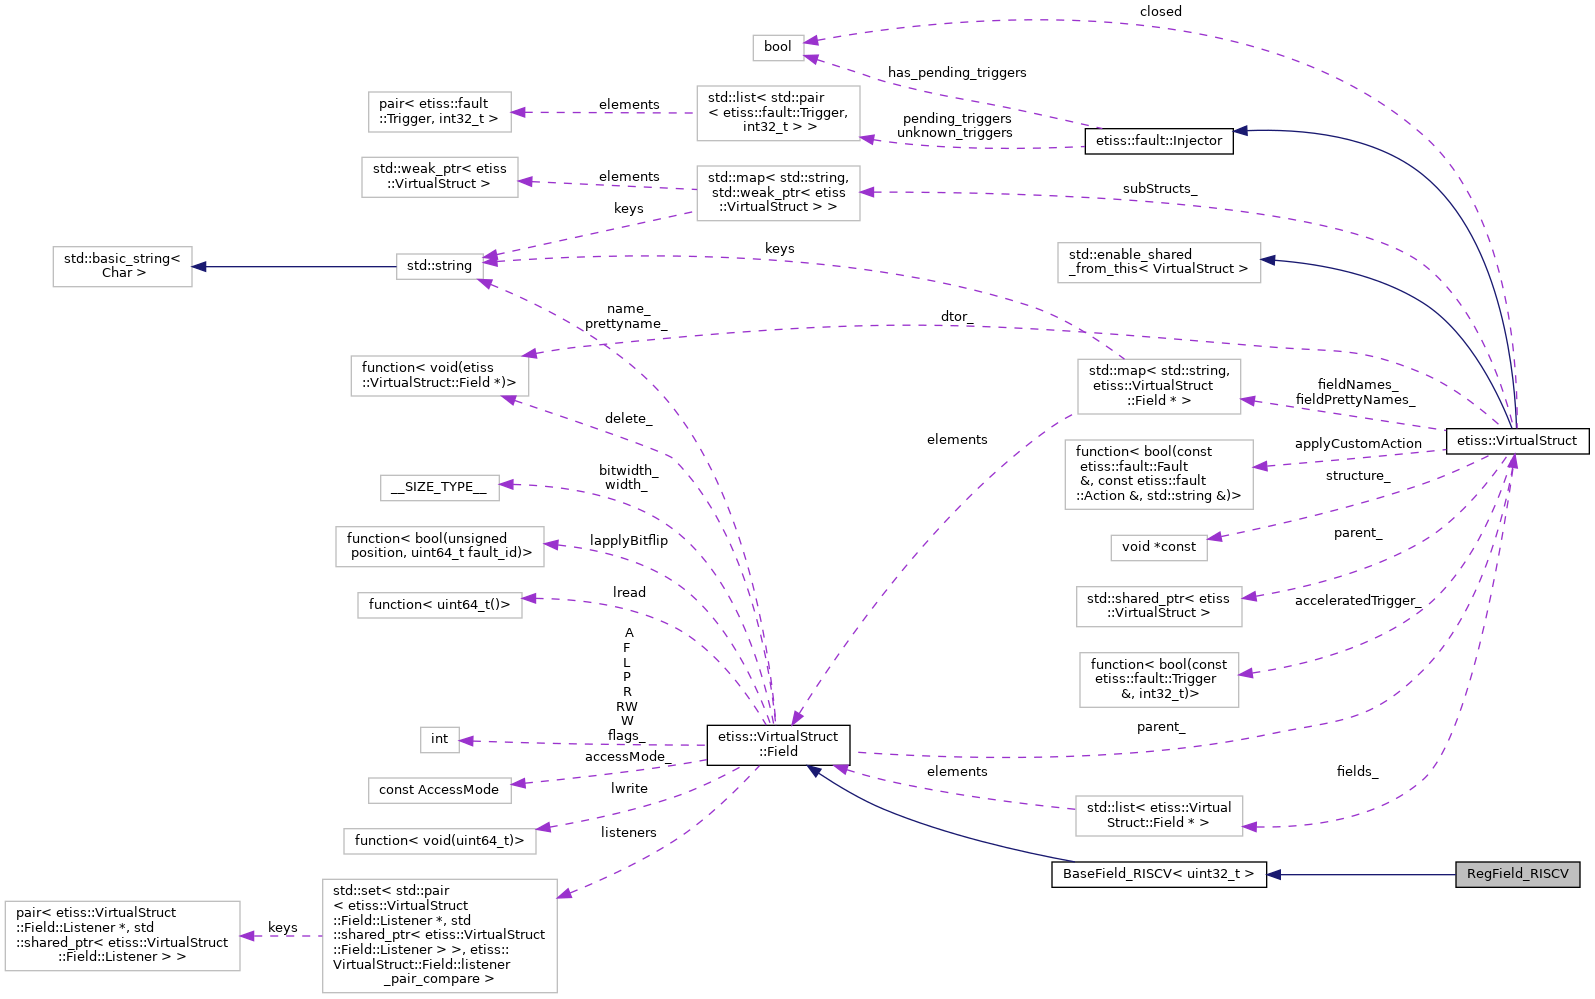 closed
bool
has_pending_triggers
pair< etiss::fault
::Trigger, int32_t >
elements
std::list< std::pair
< etiss::fault::Trigger,
int32_t > >
pending_triggers
unknown_triggers
etiss::fault::Injector
std::weak_ptr< etiss
::VirtualStruct >
elements
std::map< std::string,
std::weak_ptr< etiss
::VirtualStruct > >
subStructs_
keys
std::basic_string<
Char >
std::string
keys
std::enable_shared
_from_this< VirtualStruct >
name_
prettyname_
dtor_
function< void(etiss
::VirtualStruct::Field *)>
std::map< std::string,
etiss::VirtualStruct
::Field * >
fieldNames_
fieldPrettyNames_
delete_
elements
function< bool(const
etiss::fault::Fault
&, const etiss::fault
::Action &, std::string &)>
applyCustomAction
etiss::VirtualStruct
structure_
__SIZE_TYPE__
bitwidth_
width_
function< bool(unsigned
position, uint64_t fault_id)>
lapplyBitflip
void *const
parent_
function< uint64_t()>
lread
std::shared_ptr< etiss
::VirtualStruct >
acceleratedTrigger_
A
F
L
P
R
RW
W
flags_
function< bool(const
etiss::fault::Trigger
&, int32_t)>
int
etiss::VirtualStruct
::Field
parent_
accessMode_
const AccessMode
elements
fields_
lwrite
std::list< etiss::Virtual
Struct::Field * >
function< void(uint64_t)>
listeners
BaseField_RISCV< uint32_t >
RegField_RISCV
pair< etiss::VirtualStruct
::Field::Listener *, std
::shared_ptr< etiss::VirtualStruct
::Field::Listener > >
keys
std::set< std::pair
< etiss::VirtualStruct
::Field::Listener *, std
::shared_ptr< etiss::VirtualStruct
::Field::Listener > >, etiss::
VirtualStruct::Field::listener
_pair_compare >